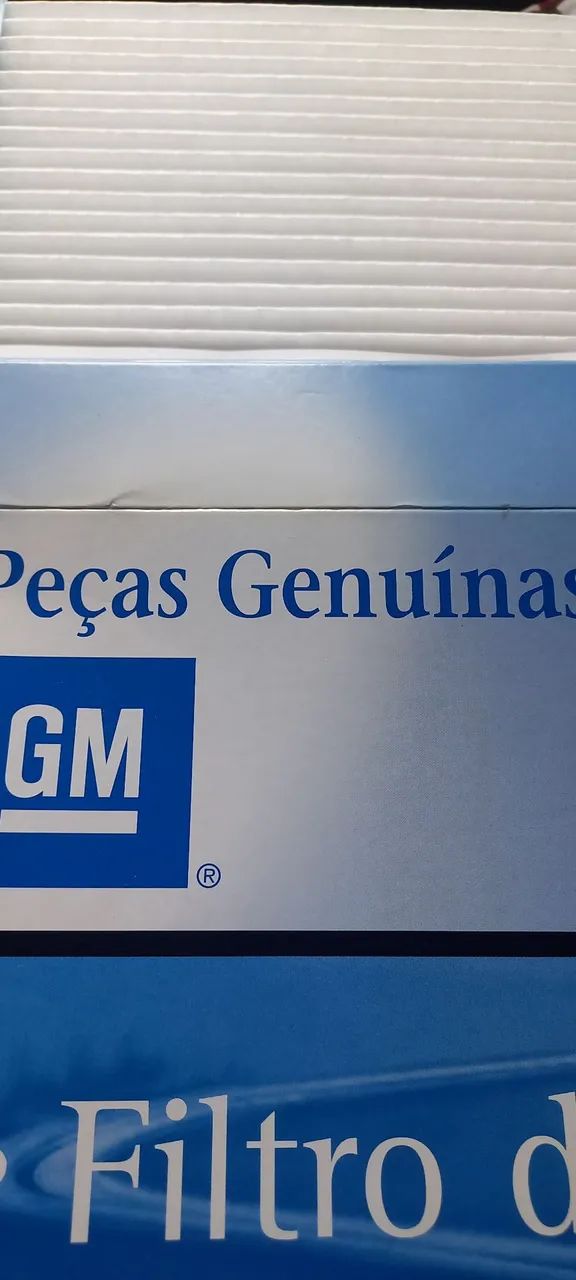 Peças Genuínas
GM
®
Filtro d